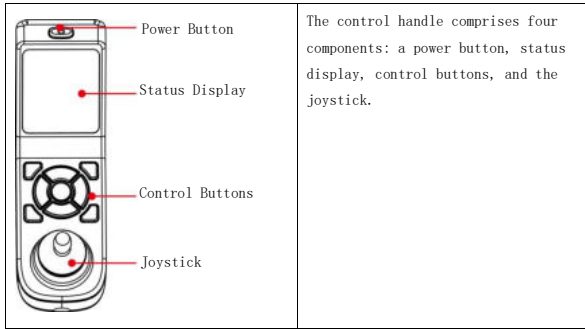 Power Button
Status Display
Control Buttons
Joystick
The control handle comprises four
components: a power button, status
display, control buttons, and the
joystick.